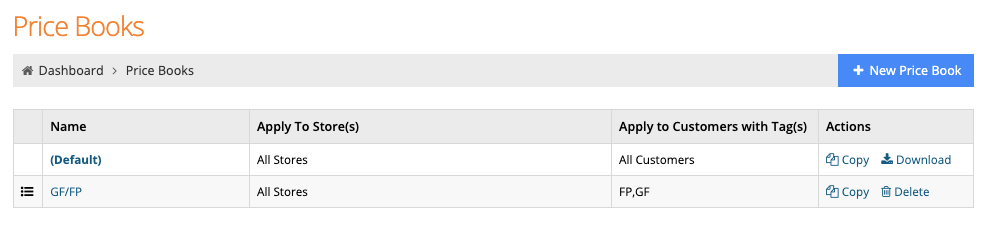 Price Books
Dashboard > Price Books
+ New Price Book
Name Apply To Store(s) Apply to Customers with Tag(s) Actions
(Default) All Stores All Customers Copy Download
GF/FP All Stores FP,GF Copy Delete